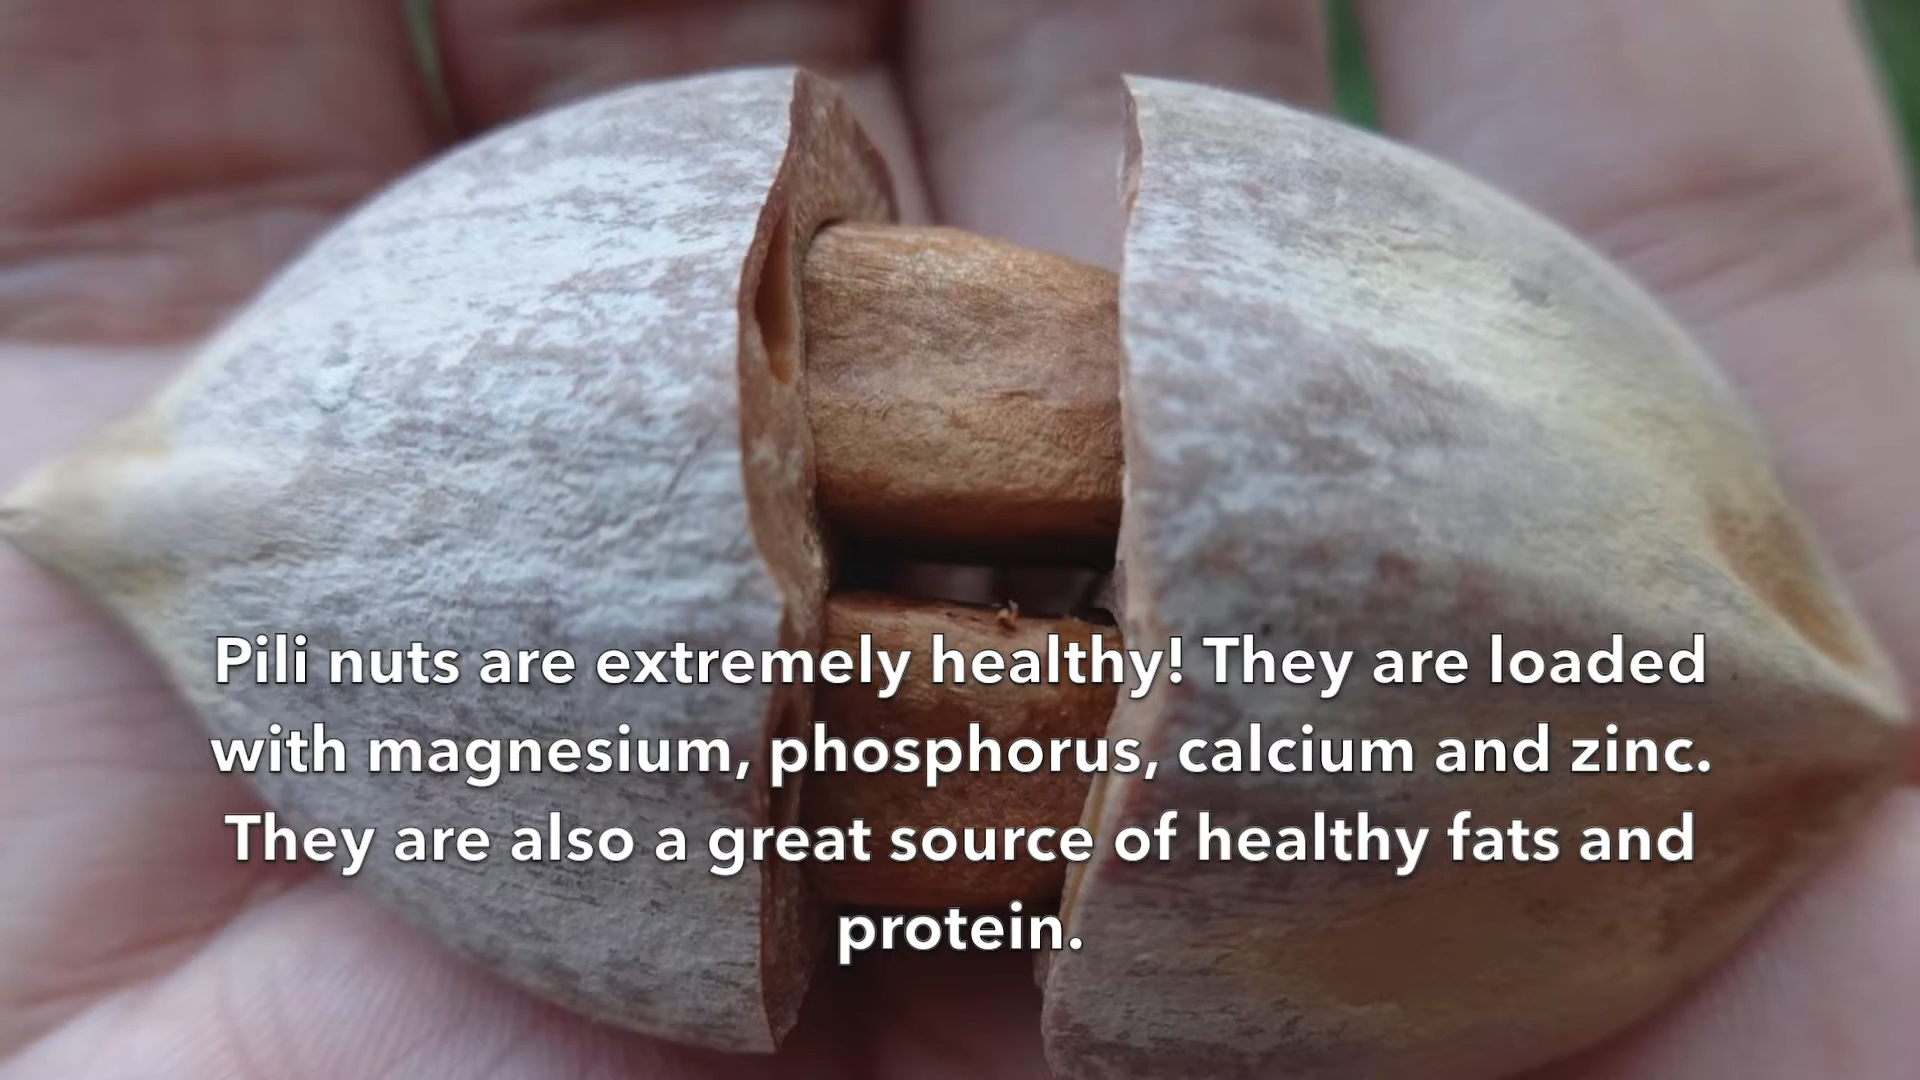 Pili nuts are extremely healthy! They are loaded
with magnesium, phosphorus, calcium and zinc.
They are also a great source of healthy fats and
protein.